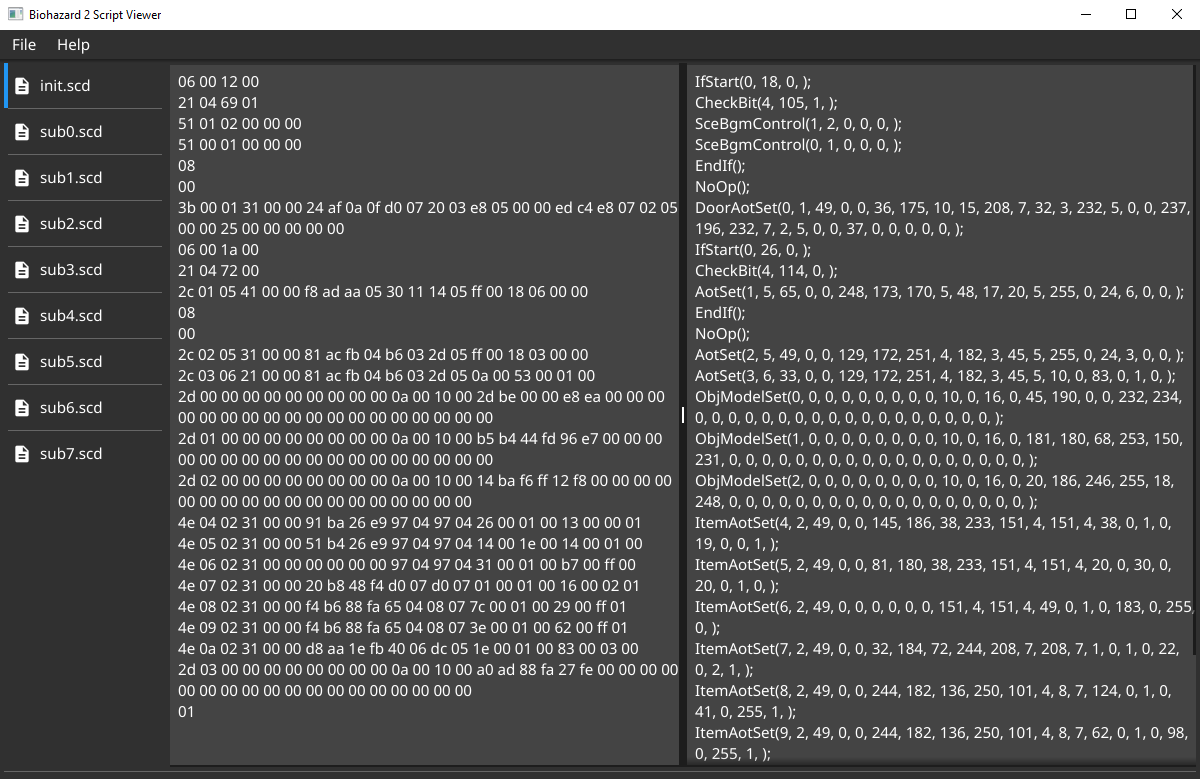 Biohazard 2 Script Viewer
File Help
init.scd
sub0.scd
sub1.scd
sub2.scd
sub3.scd
sub4.scd
sub5.scd
sub6.scd
sub7.scd
06 00 12 00
21 04 69 01
51 01 02 00 00 00
51 00 01 00 00 00
08
00
3b 00 01 31 00 00 24 af 0a 0f d0 07 20 03 e8 05 00 00 ed c4 e8 07 02 05
00 00 25 00 00 00 00 00
06 00 1a 00
21 04 72 00
2c 01 05 41 00 00 f8 ad aa 05 30 11 14 05 ff 00 18 06 00 00
08
00
2c 02 05 31 00 00 81 ac fb 04 b6 03 2d 05 ff 00 18 03 00 00
2c 03 06 21 00 00 81 ac fb 04 b6 03 2d 05 0a 00 53 00 01 00
2d 00 00 00 00 00 00 00 00 00 0a 00 10 00 2d be 00 00 e8 ea 00 00 00
00 00 00 00 00 00 00 00 00 00 00 00 00 00 00
2d 01 00 00 00 00 00 00 00 00 0a 00 10 00 b5 b4 44 fd 96 e7 00 00 00
00 00 00 00 00 00 00 00 00 00 00 00 00 00 00
2d 02 00 00 00 00 00 00 00 00 0a 00 10 00 14 ba f6 ff 12 f8 00 00 00 00
00 00 00 00 00 00 00 00 00 00 00 00 00 00
4e 04 02 31 00 00 91 ba 26 e9 97 04 97 04 26 00 01 00 13 00 00 01
4e 05 02 31 00 00 51 b4 26 e9 97 04 97 04 14 00 1e 00 14 00 01 00
4e 06 02 31 00 00 00 00 00 00 97 04 97 04 31 00 01 00 b7 00 ff 00
4e 07 02 31 00 00 20 b8 48 f4 d0 07 d0 07 01 00 01 00 16 00 02 01
4e 08 02 31 00 00 f4 b6 88 fa 65 04 08 07 7c 00 01 00 29 00 ff 01
4e 09 02 31 00 00 f4 b6 88 fa 65 04 08 07 3e 00 01 00 62 00 ff 01
4e 0a 02 31 00 00 d8 aa 1e fb 40 06 dc 05 1e 00 01 00 83 00 03 00
2d 03 00 00 00 00 00 00 00 00 0a 00 10 00 a0 ad 88 fa 27 fe 00 00 00 00
00 00 00 00 00 00 00 00 00 00 00 00 00 00
01
IfStart(0, 18, 0, );
CheckBit(4, 105, 1, );
SceBgmControl(1, 2, 0, 0, 0, );
SceBgmControl(0, 1, 0, 0, 0, );
EndIf();
NoOp();
DoorAotSet(0, 1, 49, 0, 0, 36, 175, 10, 15, 208, 7, 32, 3, 232, 5, 0, 0, 237,
196, 232, 7, 2, 5, 0, 0, 37, 0, 0, 0, 0, 0, );
IfStart(0, 26, 0, );
CheckBit(4, 114, 0, );
AotSet(1, 5, 65, 0, 0, 248, 173, 170, 5, 48, 17, 20, 5, 255, 0, 24, 6, 0, 0, );
EndIf();
NoOp();
AotSet(2, 5, 49, 0, 0, 129, 172, 251, 4, 182, 3, 45, 5, 255, 0, 24, 3, 0, 0, );
AotSet(3, 6, 33, 0, 0, 129, 172, 251, 4, 182, 3, 45, 5, 10, 0, 83, 0, 1, 0, );
ObjModelSet(0, 0, 0, 0, 0, 0, 0, 0, 0, 10, 0, 16, 0, 45, 190, 0, 0, 232, 234,
0, 0, 0, 0, 0, 0, 0, 0, 0, 0, 0, 0, 0, 0, 0, 0, 0, 0, );
ObjModelSet(1, 0, 0, 0, 0, 0, 0, 0, 0, 10, 0, 16, 0, 181, 180, 68, 253, 150,
231, 0, 0, 0, 0, 0, 0, 0, 0, 0, 0, 0, 0, 0, 0, 0, 0, 0, 0, );
ObjModelSet(2, 0, 0, 0, 0, 0, 0, 0, 0, 10, 0, 16, 0, 20, 186, 246, 255, 18,
248, 0, 0, 0, 0, 0, 0, 0, 0, 0, 0, 0, 0, 0, 0, 0, 0, 0, 0, );
ItemAotSet(4, 2, 49, 0, 0, 145, 186, 38, 233, 151, 4, 151, 4, 38, 0, 1, 0,
19, 0, 0, 1, );
ItemAotSet(5, 2, 49, 0, 0, 81, 180, 38, 233, 151, 4, 151, 4, 20, 0, 30, 0,
20, 0, 1, 0, );
ItemAotSet(6, 2, 49, 0, 0, 0, 0, 0, 0, 151, 4, 151, 4, 49, 0, 1, 0, 183, 0, 255,
0, );
ItemAotSet(7, 2, 49, 0, 0, 32, 184, 72, 244, 208, 7, 208, 7, 1, 0, 1, 0, 22,
0, 2, 1, );
ItemAotSet(8, 2, 49, 0, 0, 244, 182, 136, 250, 101, 4, 8, 7, 124, 0, 1, 0,
41, 0, 255, 1, );
ItemAotSet(9, 2, 49, 0, 0, 244, 182, 136, 250, 101, 4, 8, 7, 62, 0, 1, 0, 98,
0, 255, 1, );